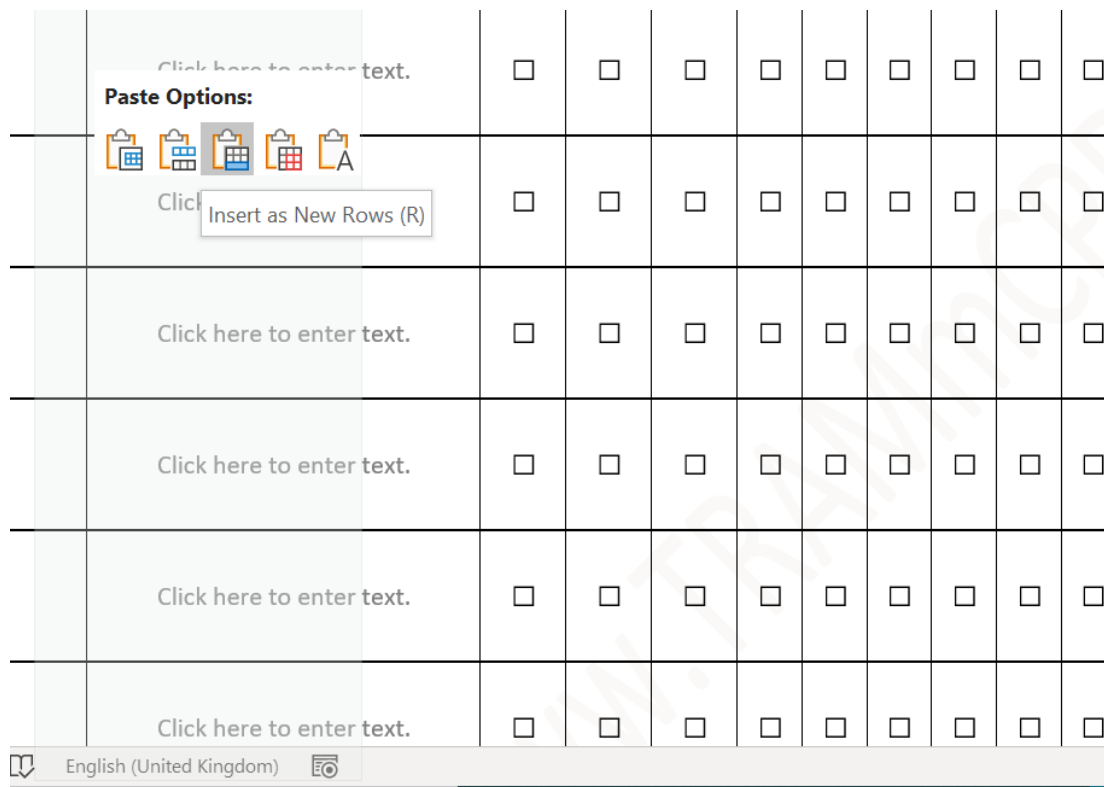 Click here to enter text.
Paste Options:
A
Click
Insert as New Rows (R)
Click here to enter text.
Click here to enter text.
Click here to enter text.
Click here to enter text.
English (United Kingdom)